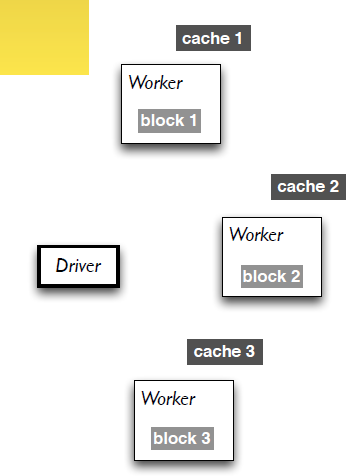 cache 1
Worker
block 1
cache 2
Worker
block 2
Driver
cache 3
Worker
block 3